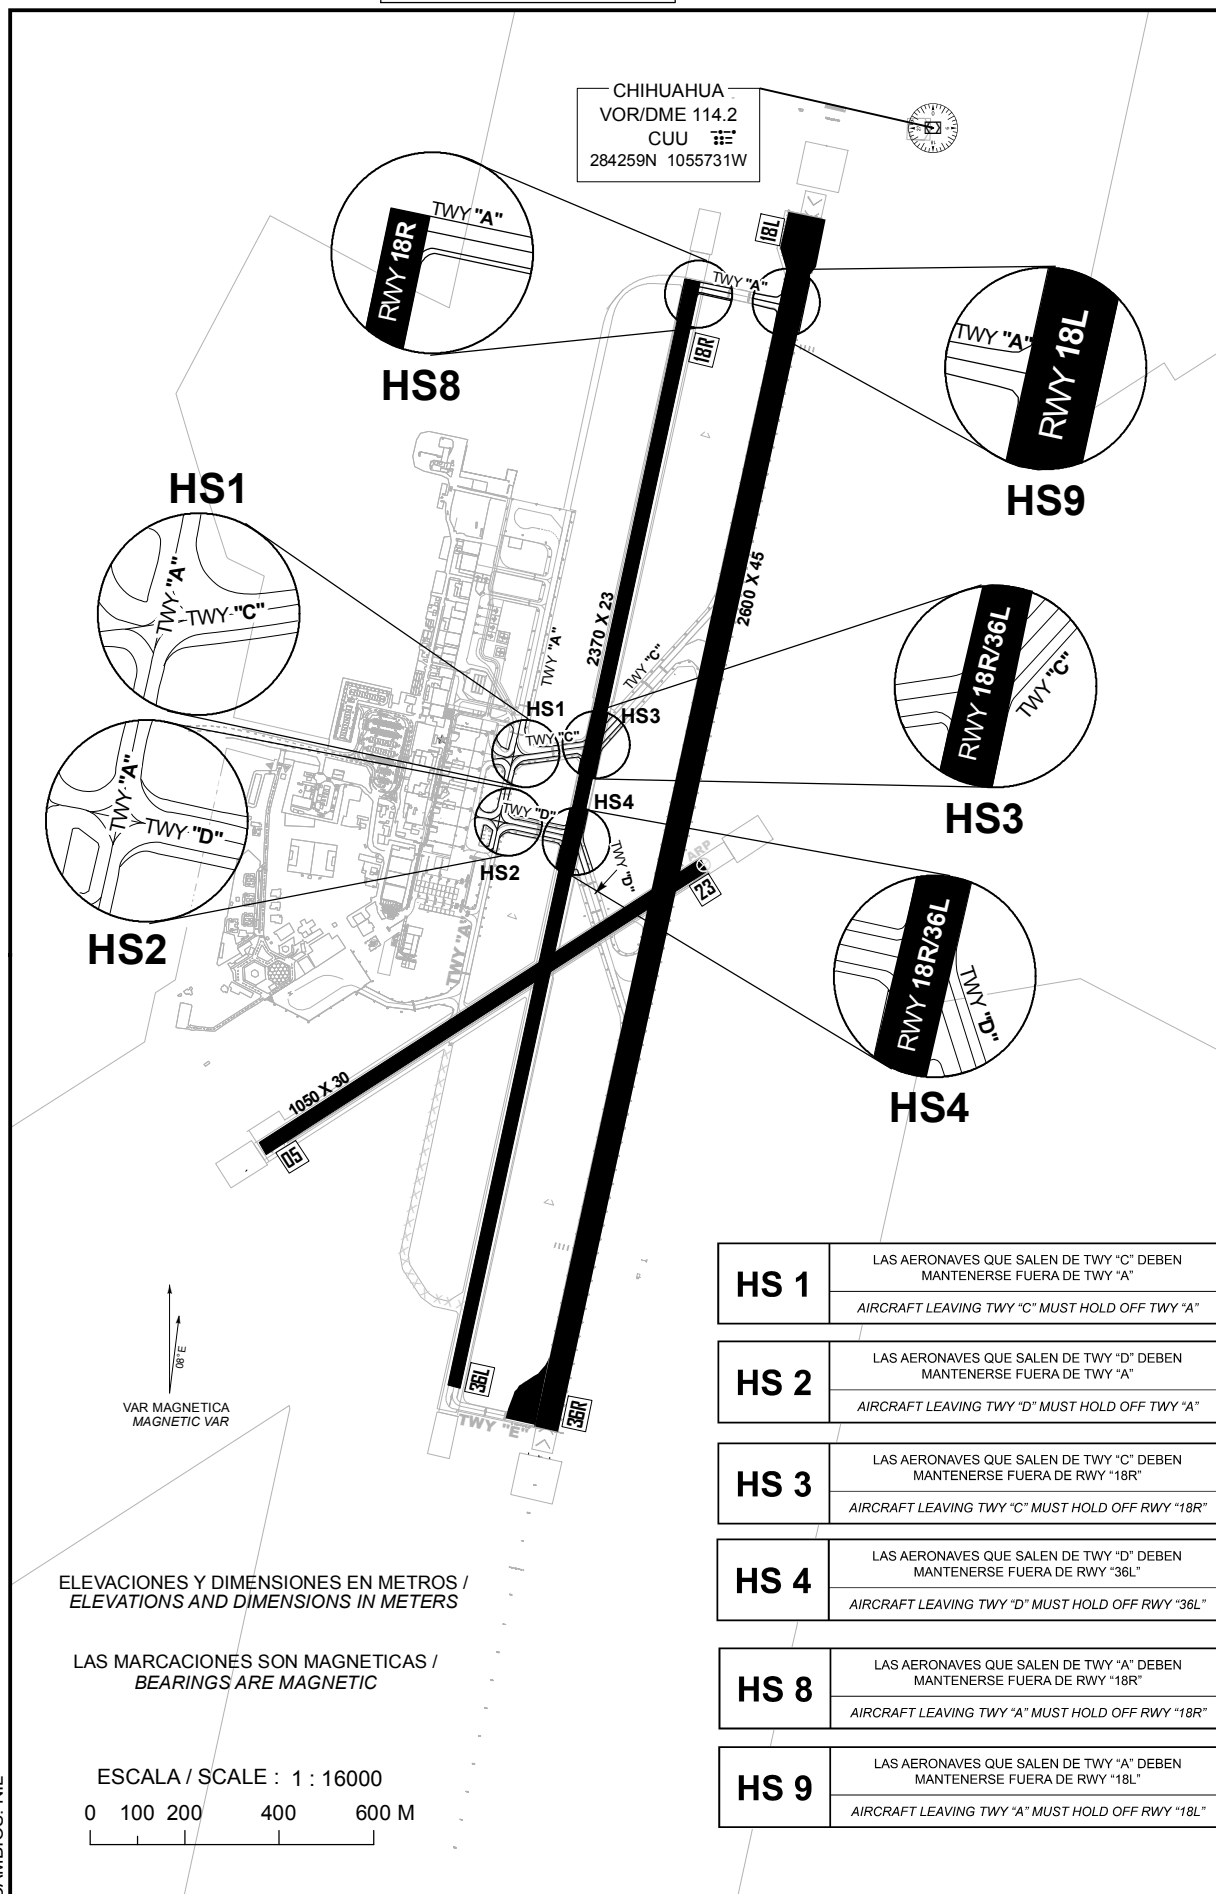 CHIHUAHUA
VOR/DME 114.2
CUU
284259N 1055731W
TWY "A"
RWY 18R
HS8
18L
TWY "A"
18R
TWY "A"
RWY 18L
HS9
HS1
TWY "A"
TWY "C"
2370 X 23
2600 X 45
TWY "A"
TWY "C"
HS1
TWY "C"
HS3
RWY 18R/36L
TWY "C"
HS3
TWY "A"
TWY "D"
HS2
TWY "D"
HS4
HS2
TWY "D"
ARP
23
TWY "A"
RWY 18R/36L
TWY "D"
HS4
1050 X 30
05
36L
36R
TWY "E"
08° E
VAR MAGNETICA
MAGNETIC VAR
HS 1
LAS AERONAVES QUE SALEN DE TWY “C” DEBEN
MANTENERSE FUERA DE TWY “A”
AIRCRAFT LEAVING TWY “C” MUST HOLD OFF TWY “A”
HS 2
LAS AERONAVES QUE SALEN DE TWY “D” DEBEN
MANTENERSE FUERA DE TWY “A”
AIRCRAFT LEAVING TWY “D” MUST HOLD OFF TWY “A”
HS 3
LAS AERONAVES QUE SALEN DE TWY “C” DEBEN
MANTENERSE FUERA DE RWY “18R”
AIRCRAFT LEAVING TWY “C” MUST HOLD OFF RWY “18R”
HS 4
LAS AERONAVES QUE SALEN DE TWY “D” DEBEN
MANTENERSE FUERA DE RWY “36L”
AIRCRAFT LEAVING TWY “D” MUST HOLD OFF RWY “36L”
HS 8
LAS AERONAVES QUE SALEN DE TWY “A” DEBEN
MANTENERSE FUERA DE RWY “18R”
AIRCRAFT LEAVING TWY “A” MUST HOLD OFF RWY “18R”
HS 9
LAS AERONAVES QUE SALEN DE TWY “A” DEBEN
MANTENERSE FUERA DE RWY “18L”
AIRCRAFT LEAVING TWY “A” MUST HOLD OFF RWY “18L”
ELEVACIONES Y DIMENSIONES EN METROS /
ELEVATIONS AND DIMENSIONS IN METERS
LAS MARCACIONES SON MAGNETICAS /
BEARINGS ARE MAGNETIC
ESCALA / SCALE : 1 : 16000
0 100 200 400 600 M